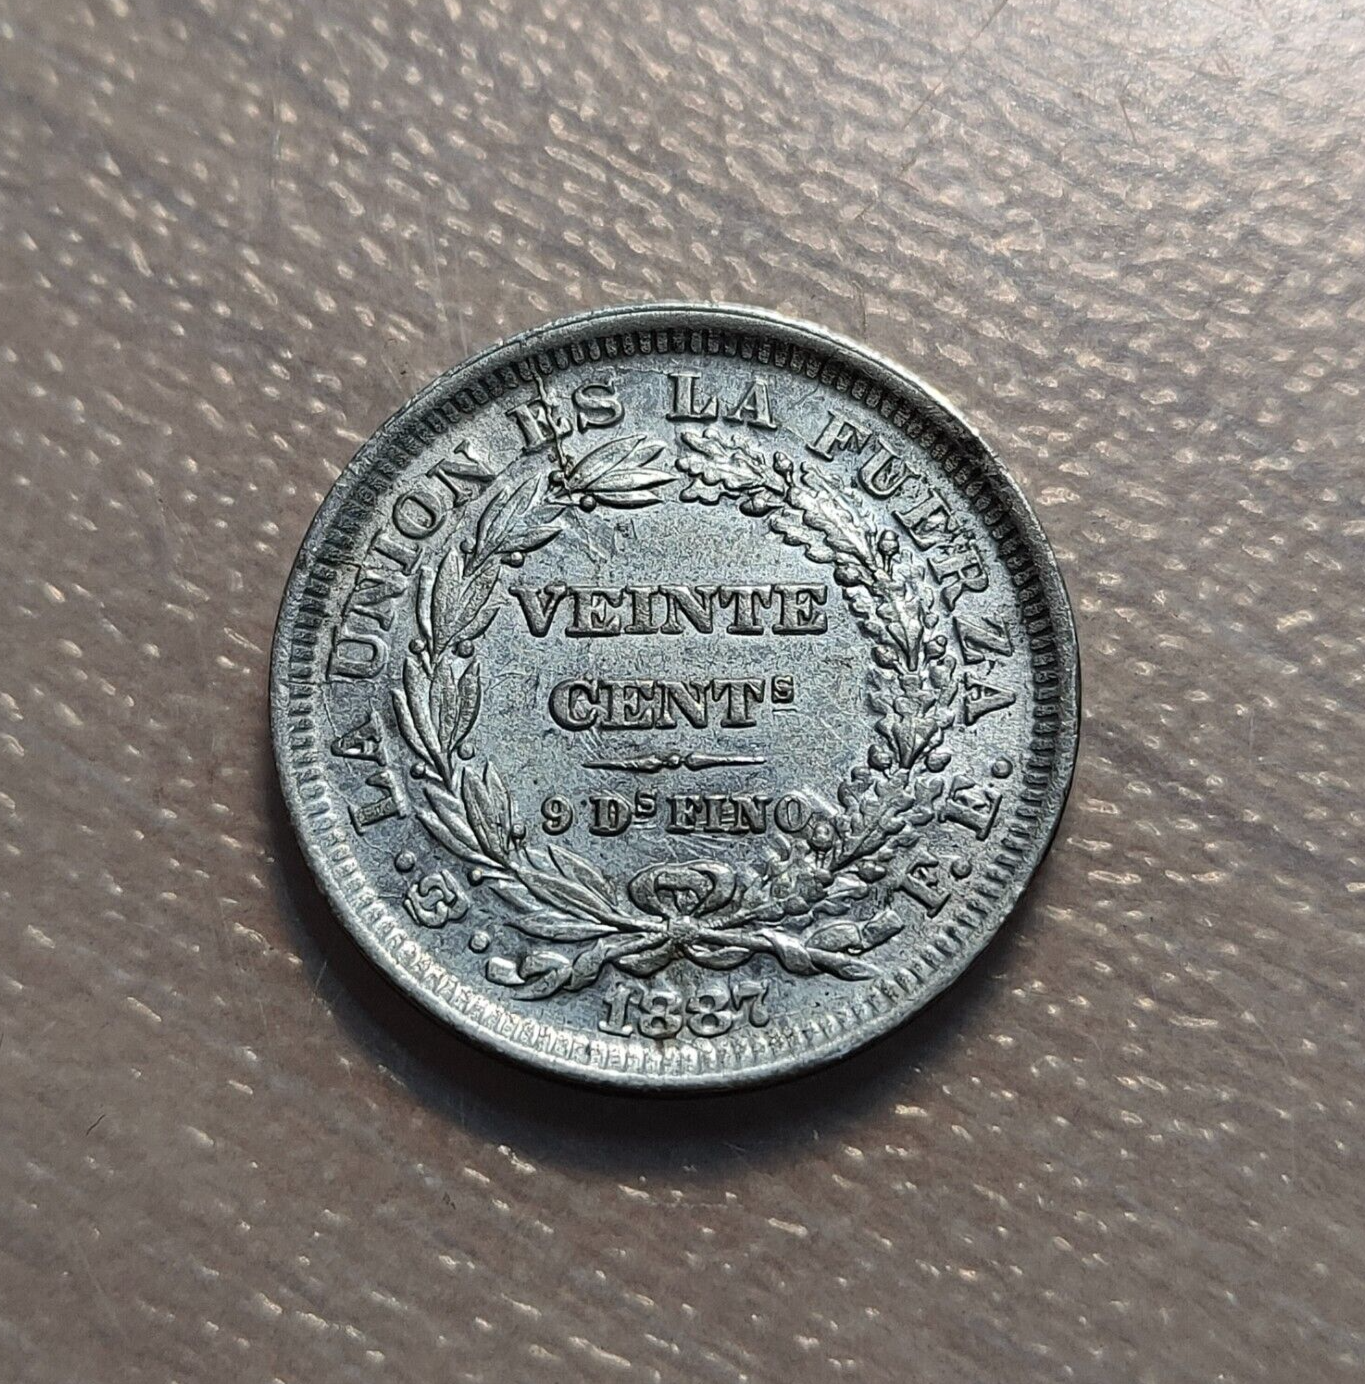 LA UNION ES LA FUERZA. F. E.
VEINTE
CENTˢ
9 Dˢ FINO
1887